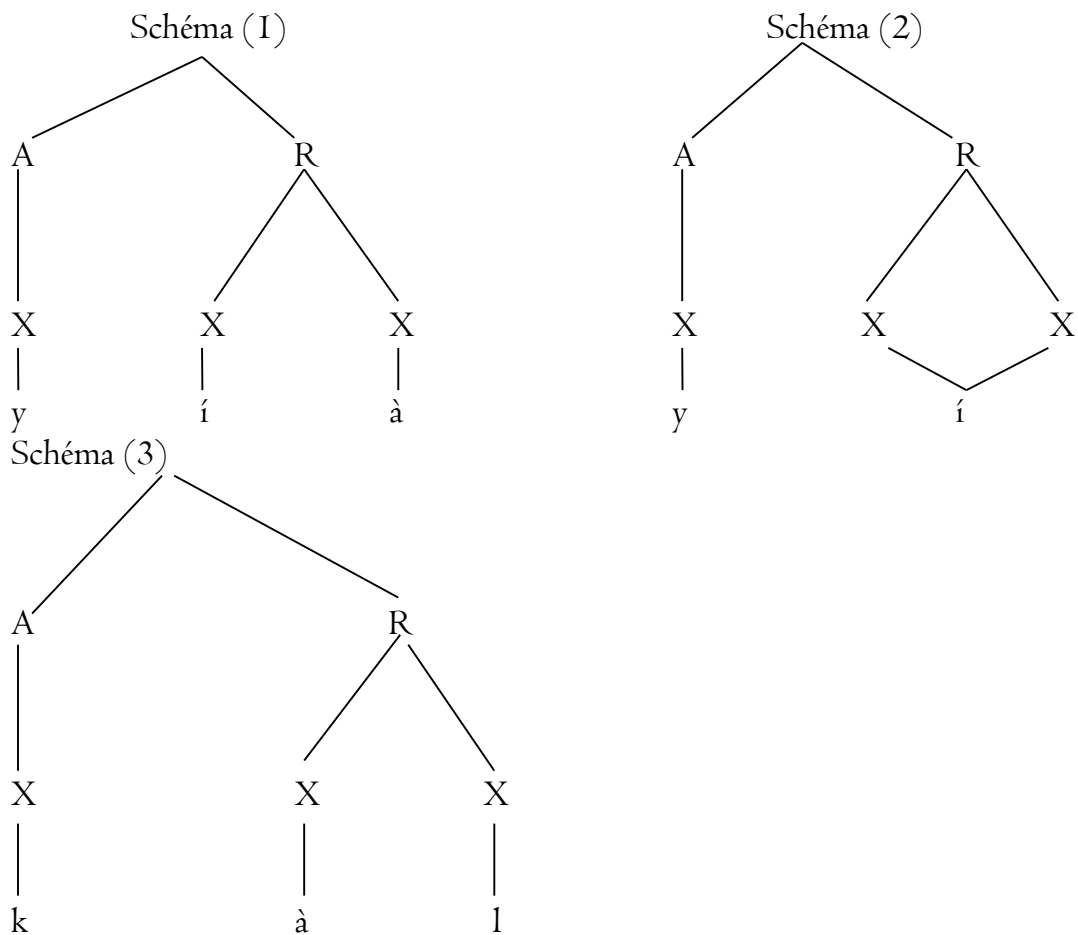 Schéma (1) Schéma (2)
A R A R
X X X X X X
y í à y í
Schéma (3)
A R
X X X
k à l